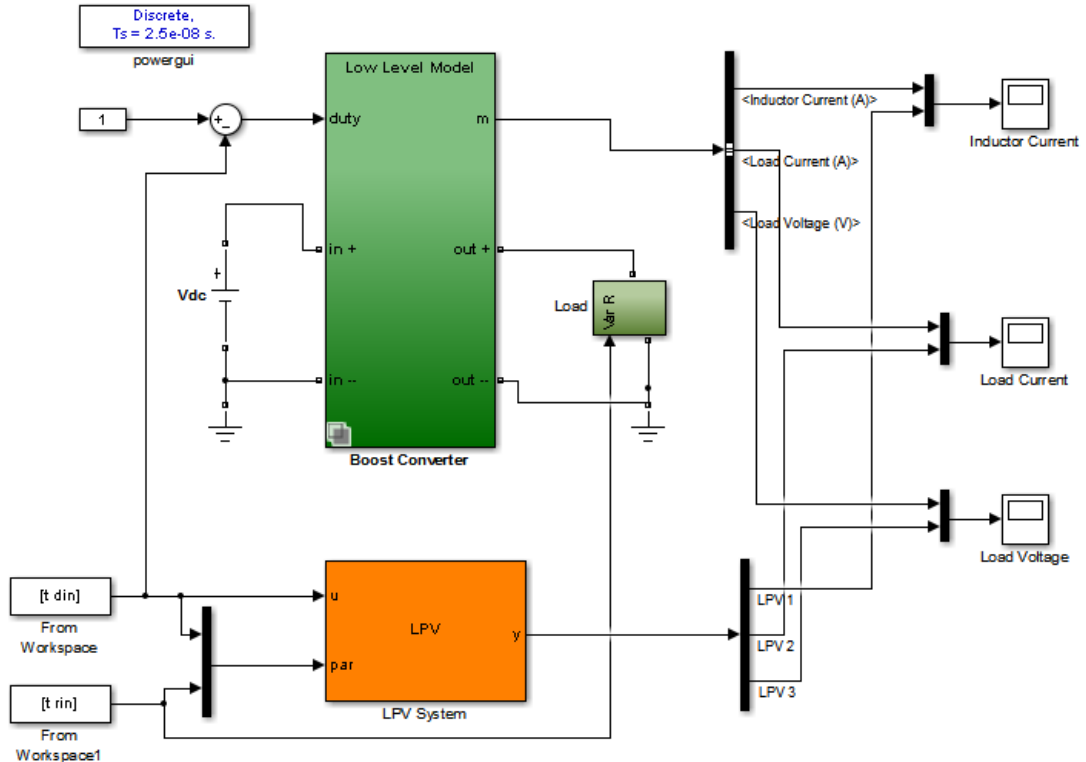 Discrete,
Ts = 2.5e-08 s.
powergui
1
+
-
Low Level Model
duty
m
in +
out +
in --
out --
Boost Converter
+
Vdc
Load
Var R
<Inductor Current (A)>
<Load Current (A)>
<Load Voltage (V)>
Inductor Current
Load Current
Load Voltage
[t din]
From
Workspace
[t rin]
From
Workspace1
u
LPV
y
par
LPV System
LPV 1
LPV 2
LPV 3